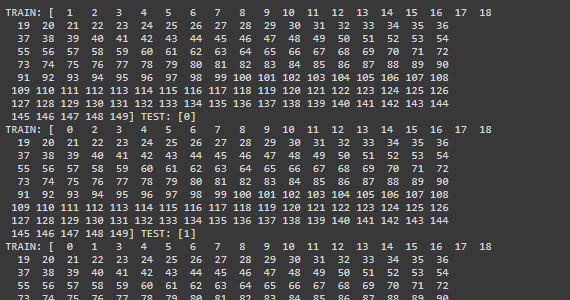 TRAIN: [  1   2   3   4   5   6   7   8   9  10  11  12  13  14  15  16  17  18
  19  20  21  22  23  24  25  26  27  28  29  30  31  32  33  34  35  36
  37  38  39  40  41  42  43  44  45  46  47  48  49  50  51  52  53  54
  55  56  57  58  59  60  61  62  63  64  65  66  67  68  69  70  71  72
  73  74  75  76  77  78  79  80  81  82  83  84  85  86  87  88  89  90
  91  92  93  94  95  96  97  98  99 100 101 102 103 104 105 106 107 108
 109 110 111 112 113 114 115 116 117 118 119 120 121 122 123 124 125 126
 127 128 129 130 131 132 133 134 135 136 137 138 139 140 141 142 143 144
 145 146 147 148 149] TEST: [0]
TRAIN: [  0   2   3   4   5   6   7   8   9  10  11  12  13  14  15  16  17  18
  19  20  21  22  23  24  25  26  27  28  29  30  31  32  33  34  35  36
  37  38  39  40  41  42  43  44  45  46  47  48  49  50  51  52  53  54
  55  56  57  58  59  60  61  62  63  64  65  66  67  68  69  70  71  72
  73  74  75  76  77  78  79  80  81  82  83  84  85  86  87  88  89  90
  91  92  93  94  95  96  97  98  99 100 101 102 103 104 105 106 107 108
 109 110 111 112 113 114 115 116 117 118 119 120 121 122 123 124 125 126
 127 128 129 130 131 132 133 134 135 136 137 138 139 140 141 142 143 144
 145 146 147 148 149] TEST: [1]
TRAIN: [  0   1   3   4   5   6   7   8   9  10  11  12  13  14  15  16  17  18
  19  20  21  22  23  24  25  26  27  28  29  30  31  32  33  34  35  36
  37  38  39  40  41  42  43  44  45  46  47  48  49  50  51  52  53  54
  55  56  57  58  59  60  61  62  63  64  65  66  67  68  69  70  71  72
  73  74  75  76  77  78  79  80  81  82  83  84  85  86  87  88  89  90